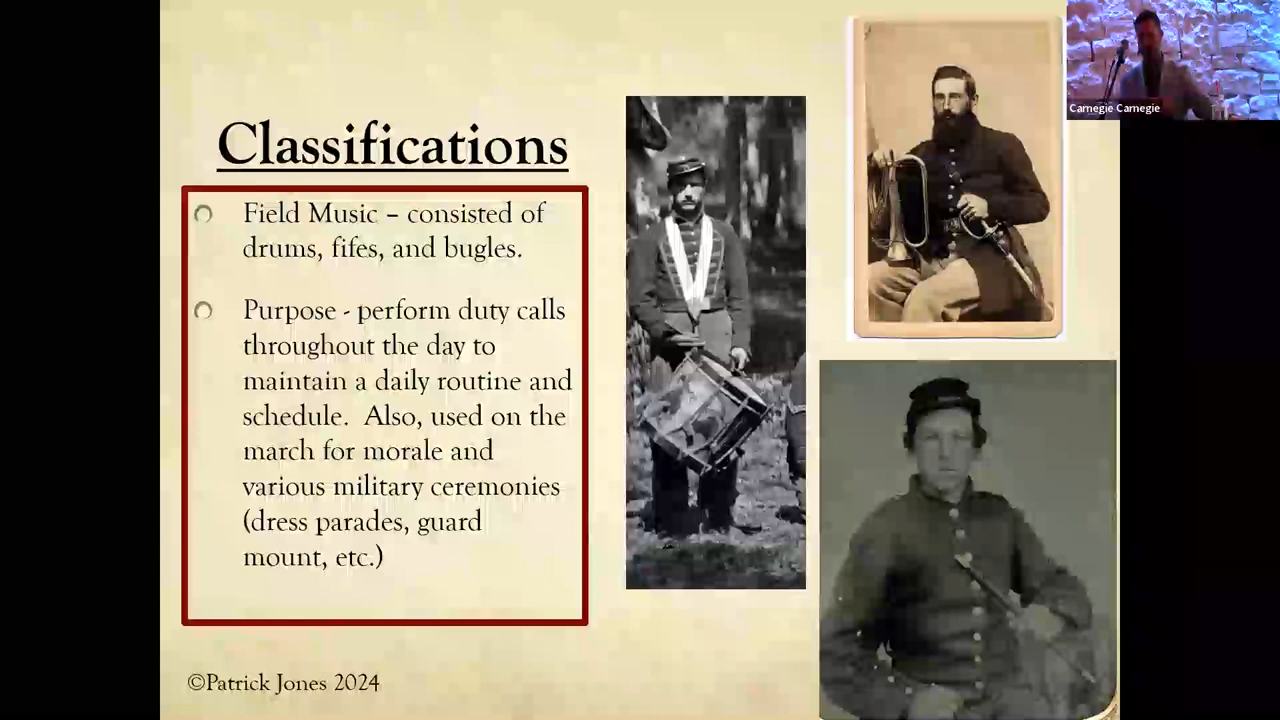 Classifications
Field Music – consisted of
drums, fifes, and bugles.
Purpose - perform duty calls
throughout the day to
maintain a daily routine and
schedule.  Also, used on the
march for morale and
various military ceremonies
(dress parades, guard
mount, etc.)
©Patrick Jones 2024
Carnegie Carnegie